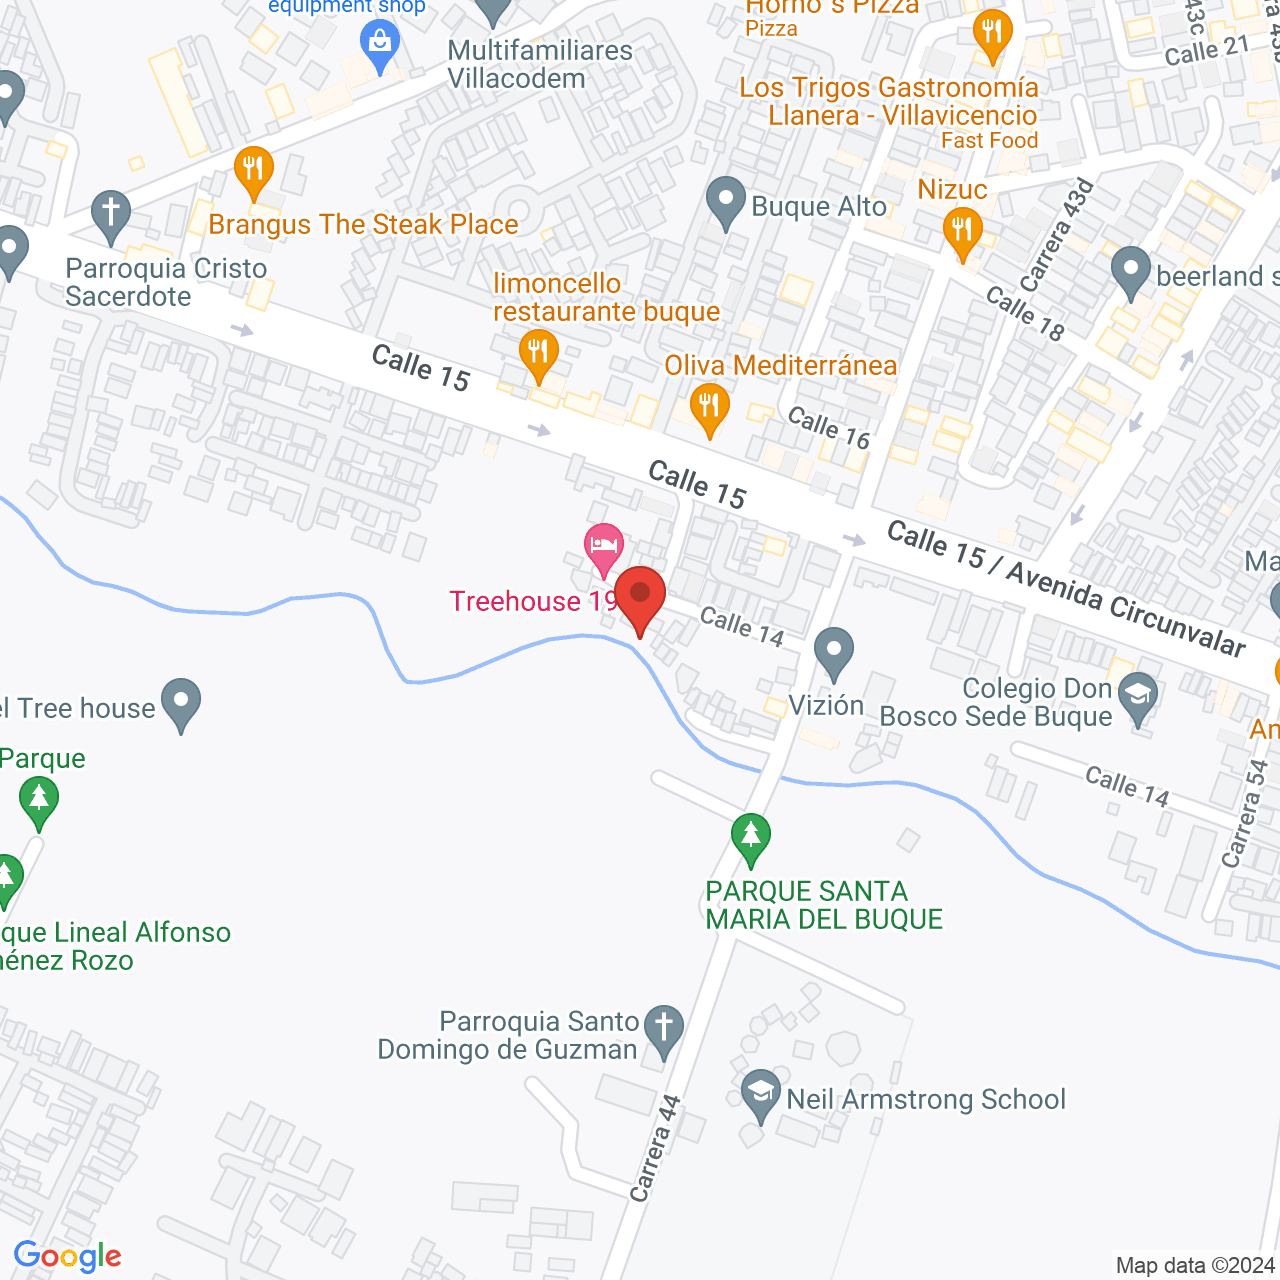 equipment shop
Multifamiliares
Villacodem
Horno´s Pizza
Pizza
Carrera 43b
Calle 21
Los Trigos Gastronomía
Llanera - Villavicencio
Fast Food
Brangus The Steak Place
Buque Alto
Nizuc
Carrera 43d
Parroquia Cristo
Sacerdote
limoncello
restaurante buque
beerland s
Calle 18
Calle 15
Oliva Mediterránea
Calle 16
Calle 15
Calle 15 / Avenida Circunvalar
Ma
Treehouse 19
Calle 14
Vizión
Colegio Don
Bosco Sede Buque
el Tree house
An
Parque
Calle 14
Carrera 54
PARQUE SANTA
MARIA DEL BUQUE
que Lineal Alfonso
ménez Rozo
Parroquia Santo
Domingo de Guzman
Neil Armstrong School
Carrera 44
Google
Map data ©2024